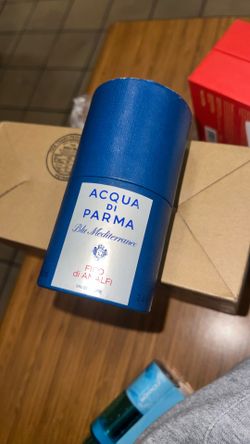 ACQUA
DI
PARMA
Blu Mediterraneo
FICO
di AMALFI